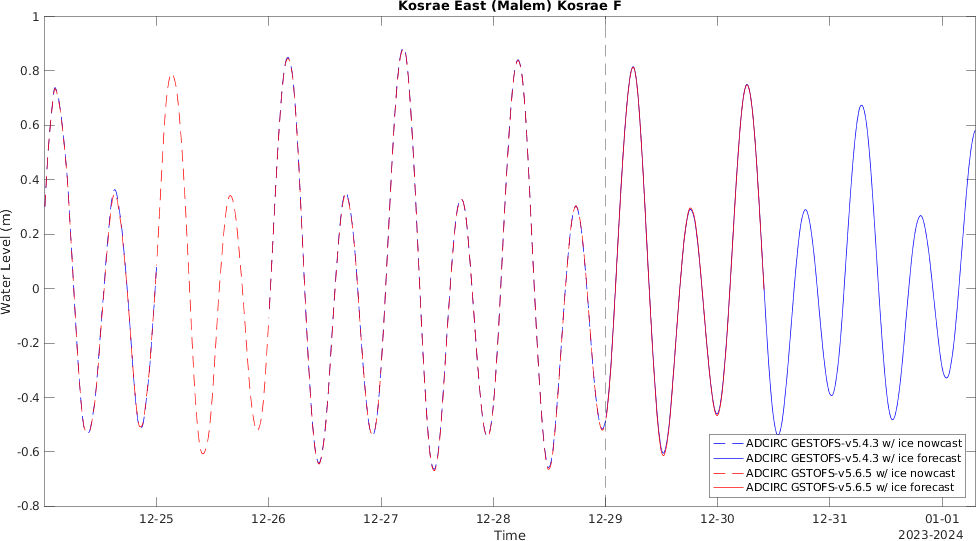 Kosrae East (Malem) Kosrae F
1
0.8
0.6
0.4
0.2
0
-0.2
-0.4
-0.6
-0.8
Water Level (m)
12-25
12-26
12-27
12-28
12-29
12-30
12-31
01-01
Time
2023-2024
ADCIRC GESTOFS-v5.4.3 w/ ice nowcast
ADCIRC GESTOFS-v5.4.3 w/ ice forecast
ADCIRC GSTOFS-v5.6.5 w/ ice nowcast
ADCIRC GSTOFS-v5.6.5 w/ ice forecast